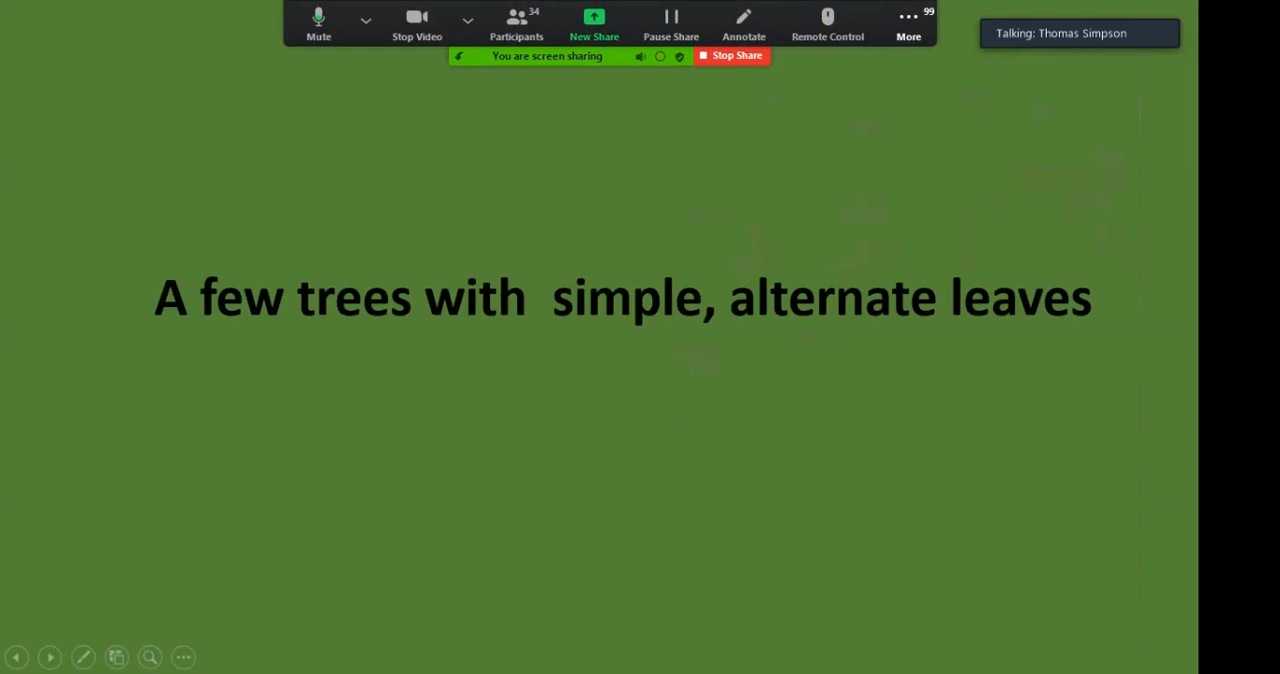 34
99
Mute
Stop Video
Participants
New Share
Pause Share
Annotate
Remote Control
More
Talking: Thomas Simpson
You are screen sharing
Stop Share
A few trees with  simple, alternate leaves